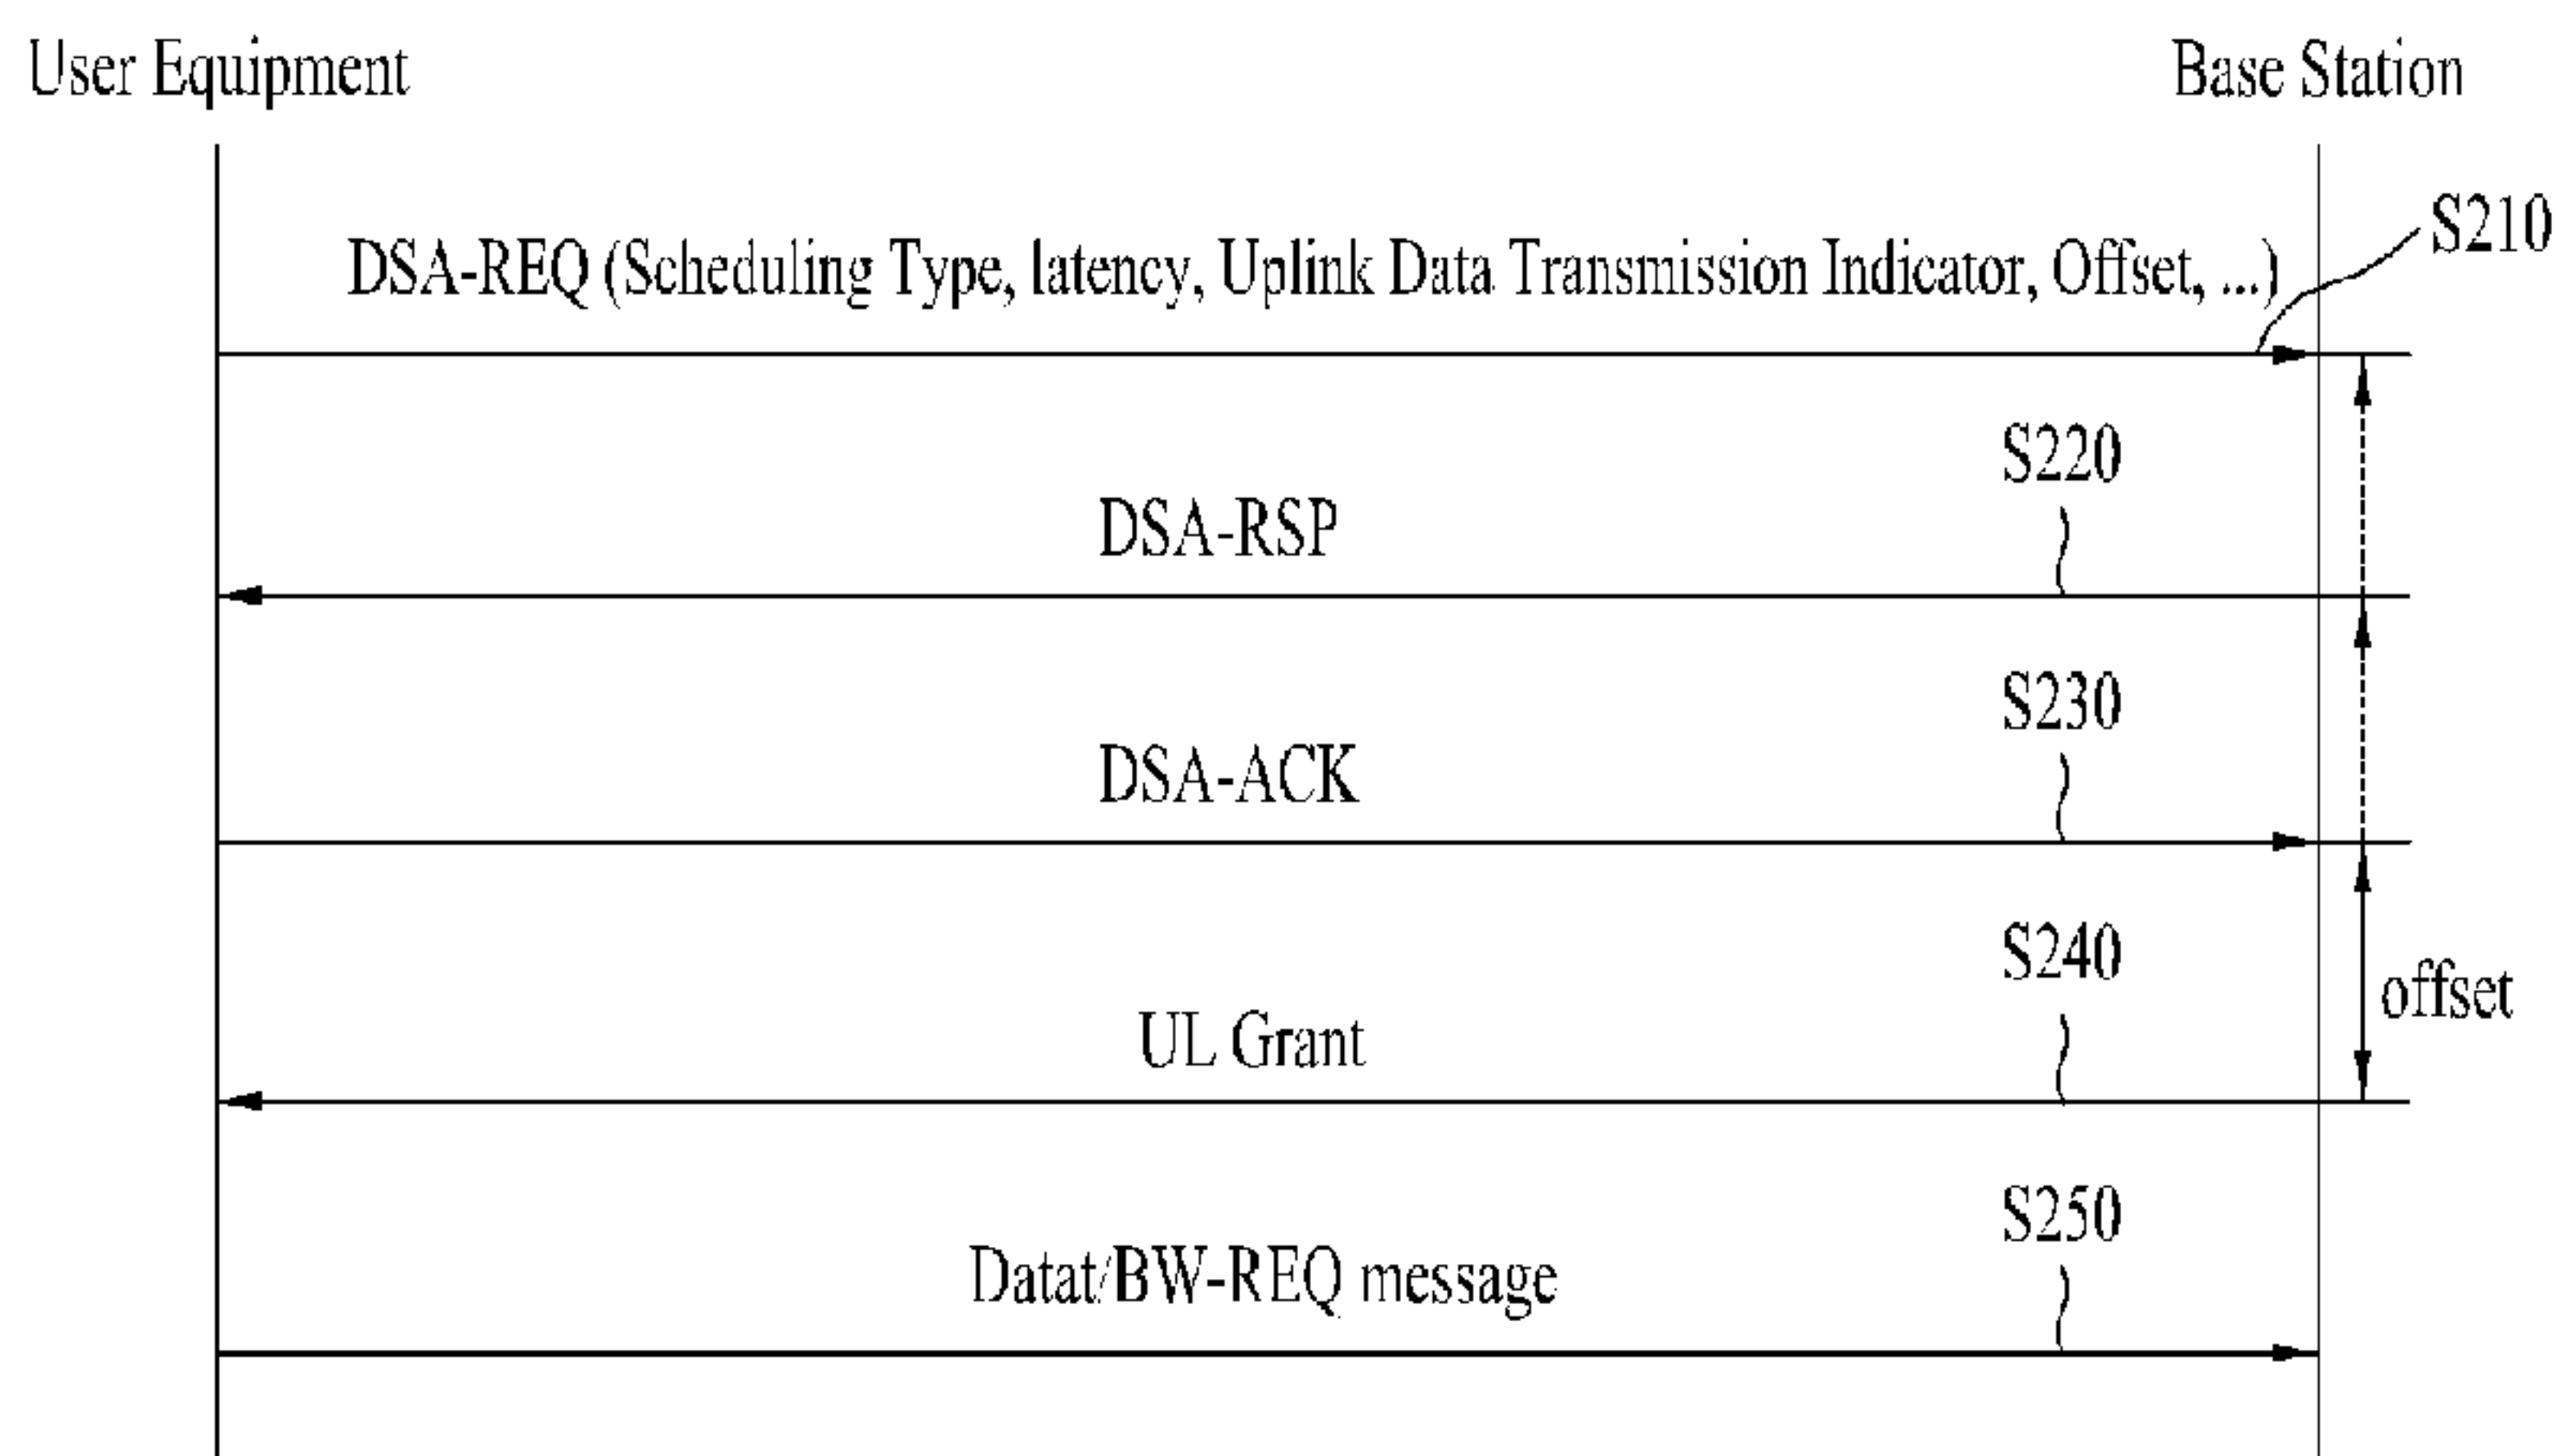 User Equipment
Base Station
S210
DSA-REQ (Scheduling Type, latency, Uplink Data Transmission Indicator, Offset, ...)
S220
DSA-RSP
S230
DSA-ACK
S240
offset
UL Grant
S250
Datat/BW-REQ message